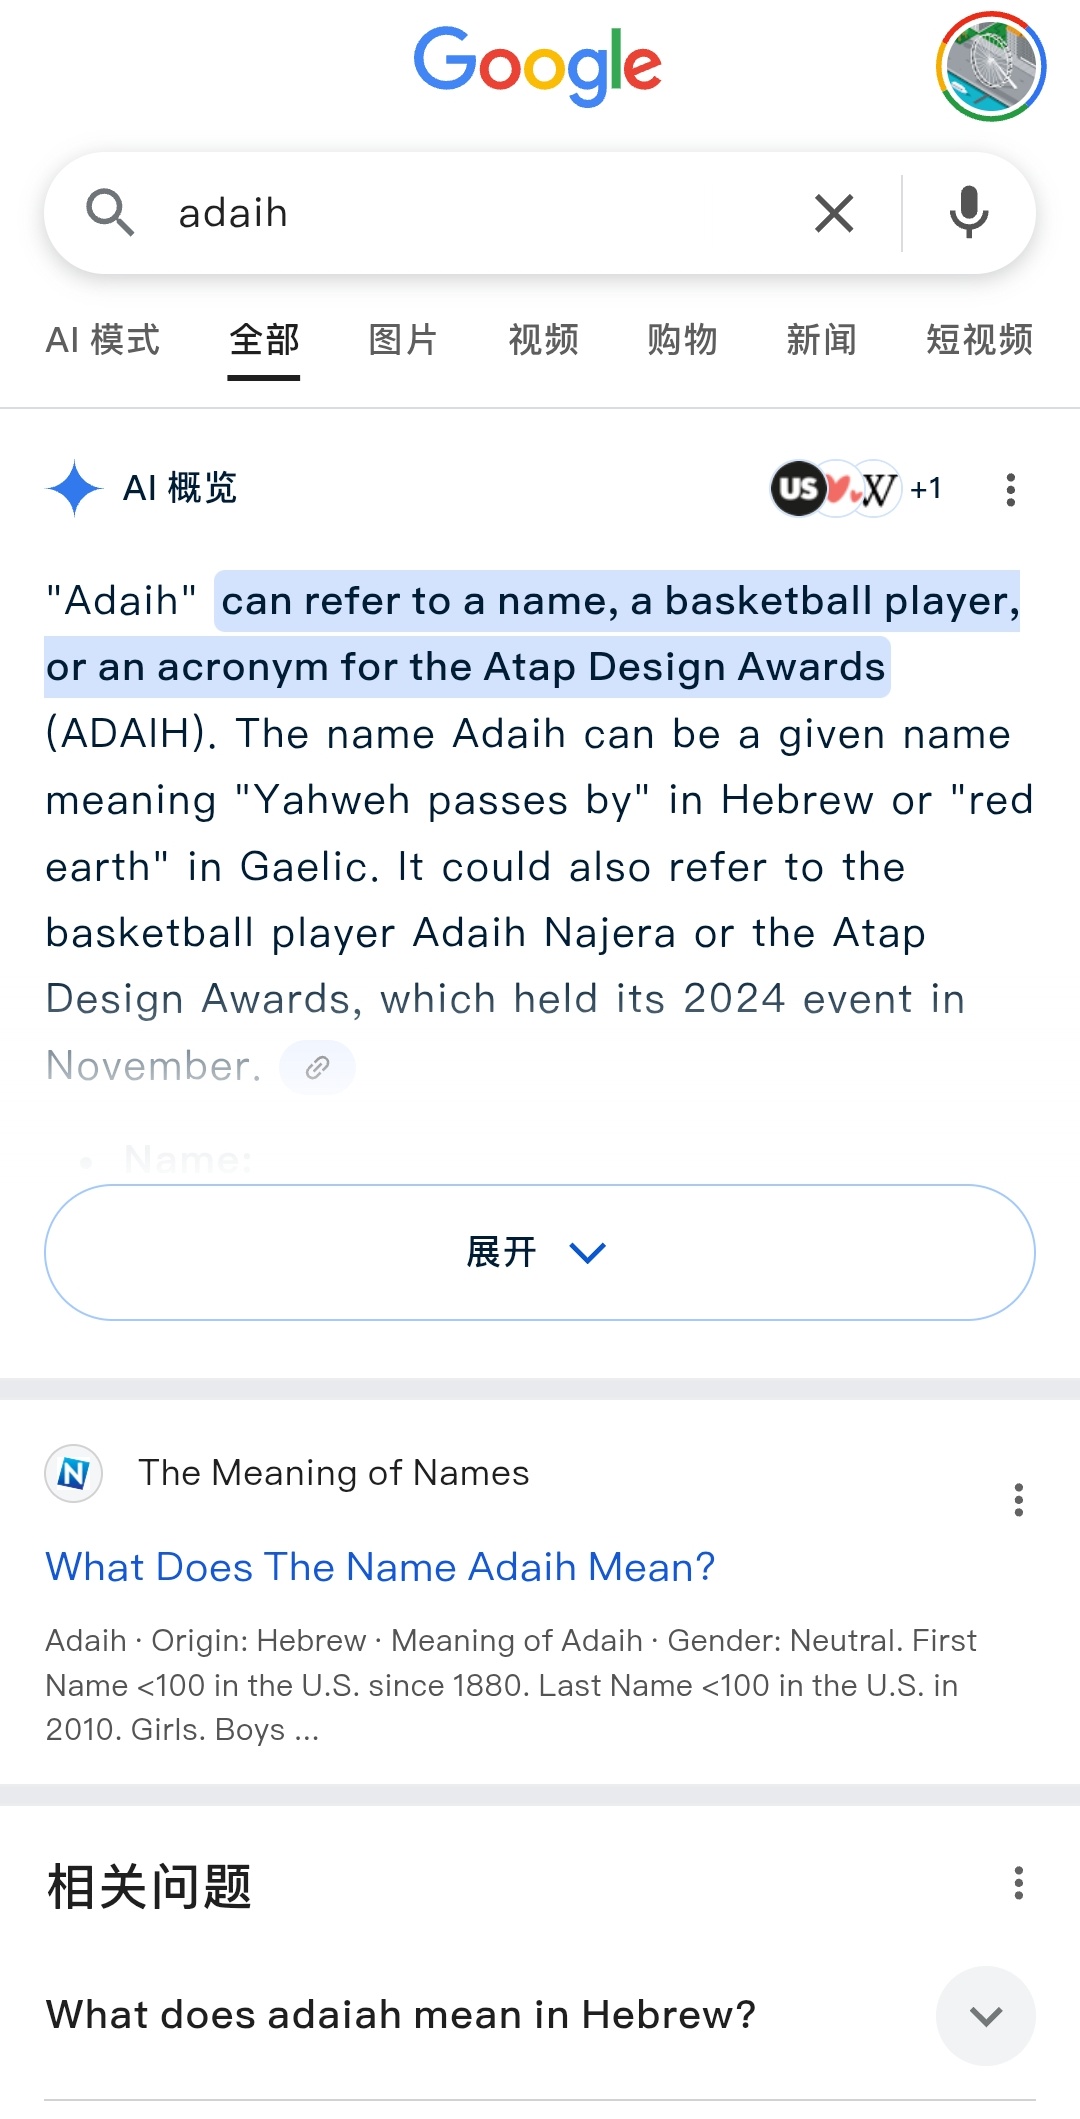 Google
adaih
AI 模式 全部 图片 视频 购物 新闻 短视频
AI 概览 US W +1
"Adaih" can refer to a name, a basketball player,
or an acronym for the Atap Design Awards
(ADAIH). The name Adaih can be a given name
meaning "Yahweh passes by" in Hebrew or "red
earth" in Gaelic. It could also refer to the
basketball player Adaih Najera or the Atap
Design Awards, which held its 2024 event in
November.
• Name:
展开
N The Meaning of Names
What Does The Name Adaih Mean?
Adaih · Origin: Hebrew · Meaning of Adaih · Gender: Neutral. First
Name <100 in the U.S. since 1880. Last Name <100 in the U.S. in
2010. Girls. Boys ...
相关问题
What does adaiah mean in Hebrew?